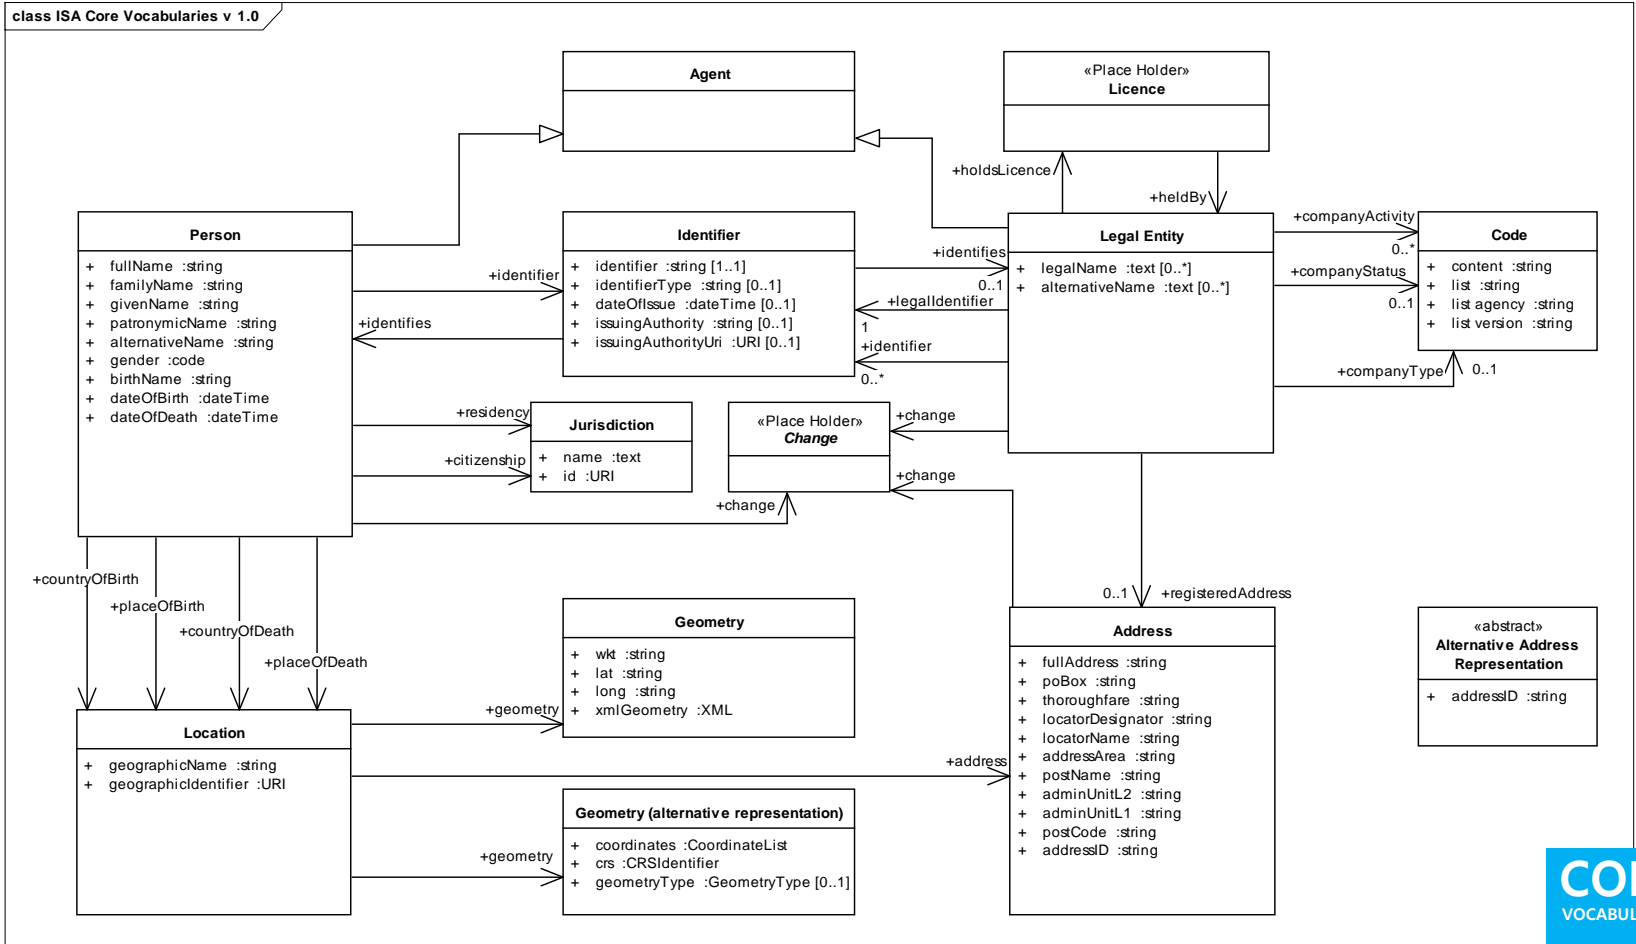 class ISA Core Vocabularies v 1.0
Agent
«Place Holder»
Licence
+holdsLicence
+heldBy
Person
+ fullName :string
+ familyName :string
+ givenName :string
+ patronymicName :string
+ alternativeName :string
+ gender :code
+ birthName :string
+ dateOfBirth :dateTime
+ dateOfDeath :dateTime
+identifier
+identifies
Identifier
+ identifier :string [1..1]
+ identifierType :string [0..1]
+ dateOfIssue :dateTime [0..1]
+ issuingAuthority :string [0..1]
+ issuingAuthorityUri :URI [0..1]
+identifies
0..1
+legalIdentifier
1
+identifier
0..*
Legal Entity
+ legalName :text [0..*]
+ alternativeName :text [0..*]
+companyActivity
0..*
+companyStatus
0..1
+companyType
0..1
Code
+ content :string
+ list :string
+ list agency :string
+ list version :string
+residency
+citizenship
Jurisdiction
+ name :text
+ id :URI
«Place Holder»
Change
+change
+change
+change
+countryOfBirth
+placeOfBirth
+countryOfDeath
+placeOfDeath
0..1
+registeredAddress
Geometry
+ wkt :string
+ lat :string
+ long :string
+ xmlGeometry :XML
+geometry
Address
+ fullAddress :string
+ poBox :string
+ thoroughfare :string
+ locatorDesignator :string
+ locatorName :string
+ addressArea :string
+ postName :string
+ adminUnitL2 :string
+ adminUnitL1 :string
+ postCode :string
+ addressID :string
«abstract»
Alternative Address
Representation
+ addressID :string
Location
+ geographicName :string
+ geographicIdentifier :URI
+address
Geometry (alternative representation)
+ coordinates :CoordinateList
+ crs :CRSIdentifier
+ geometryType :GeometryType [0..1]
+geometry